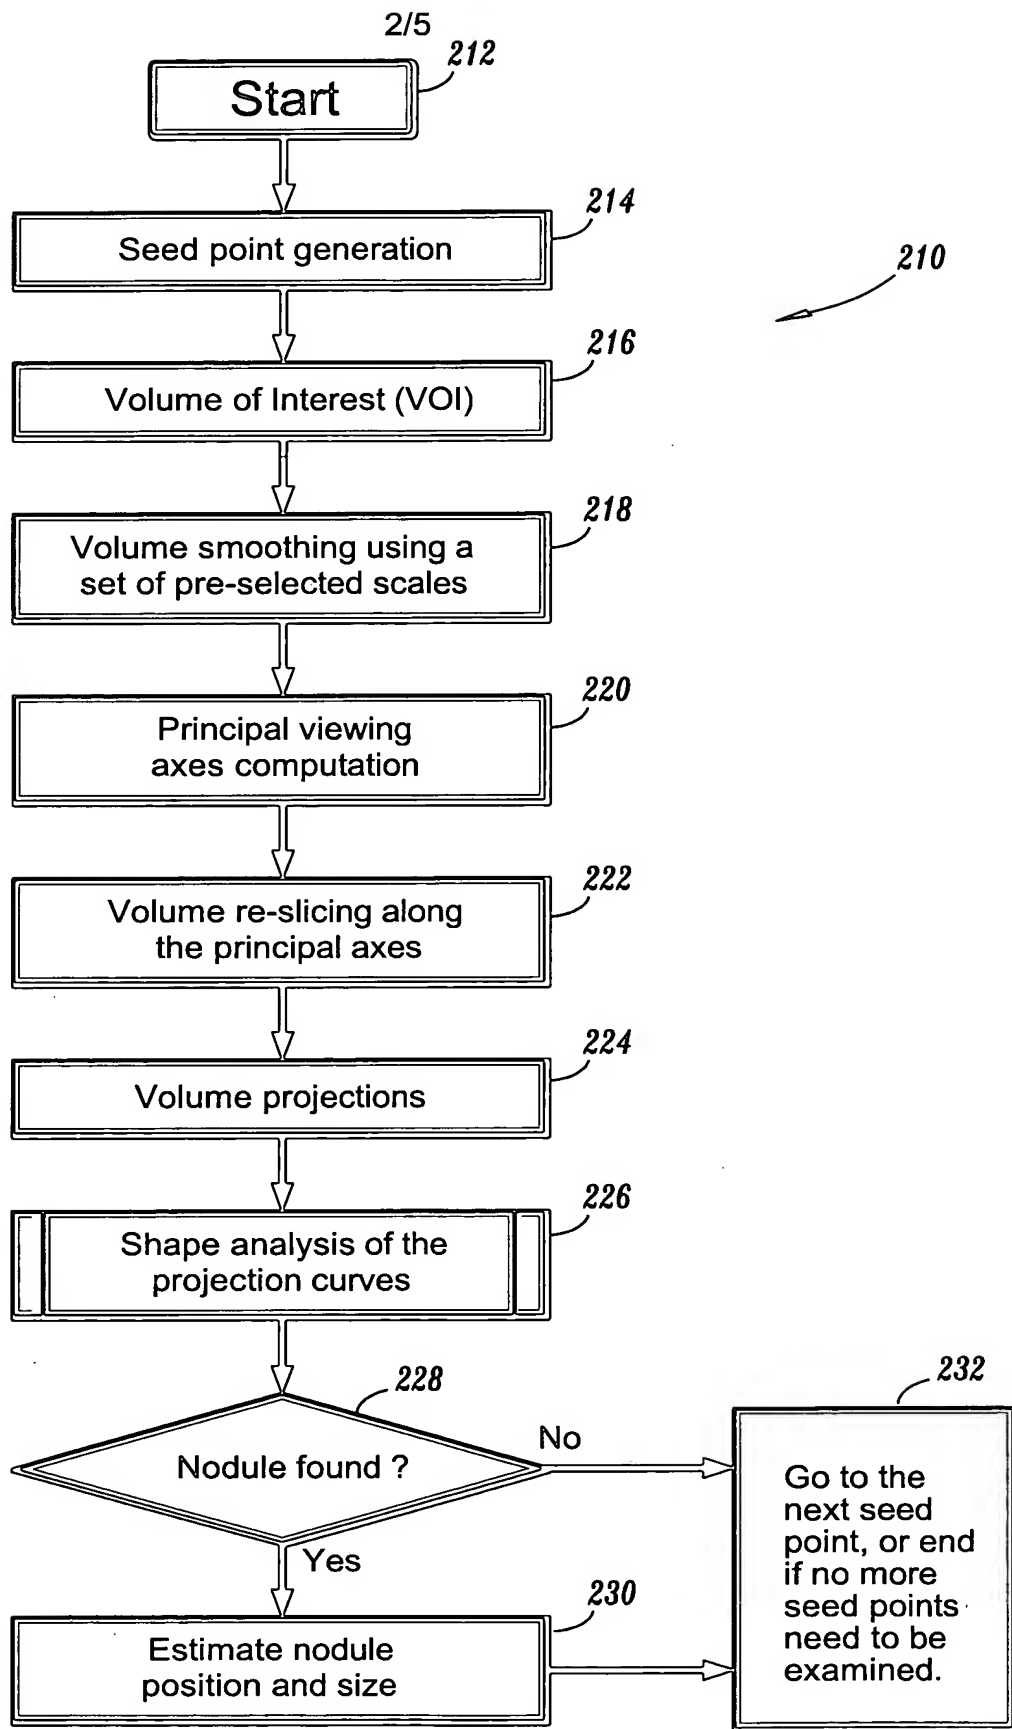 2/5
212
Start
214
Seed point generation
210
216
Volume of Interest (VOI)
218
Volume smoothing using a
set of pre-selected scales
220
Principal viewing
axes computation
222
Volume re-slicing along
the principal axes
224
Volume projections
226
Shape analysis of the
projection curves
228
Nodule found ?
No
Yes
230
Estimate nodule
position and size
232
Go to the
next seed
point, or end
if no more
seed points
need to be
examined.